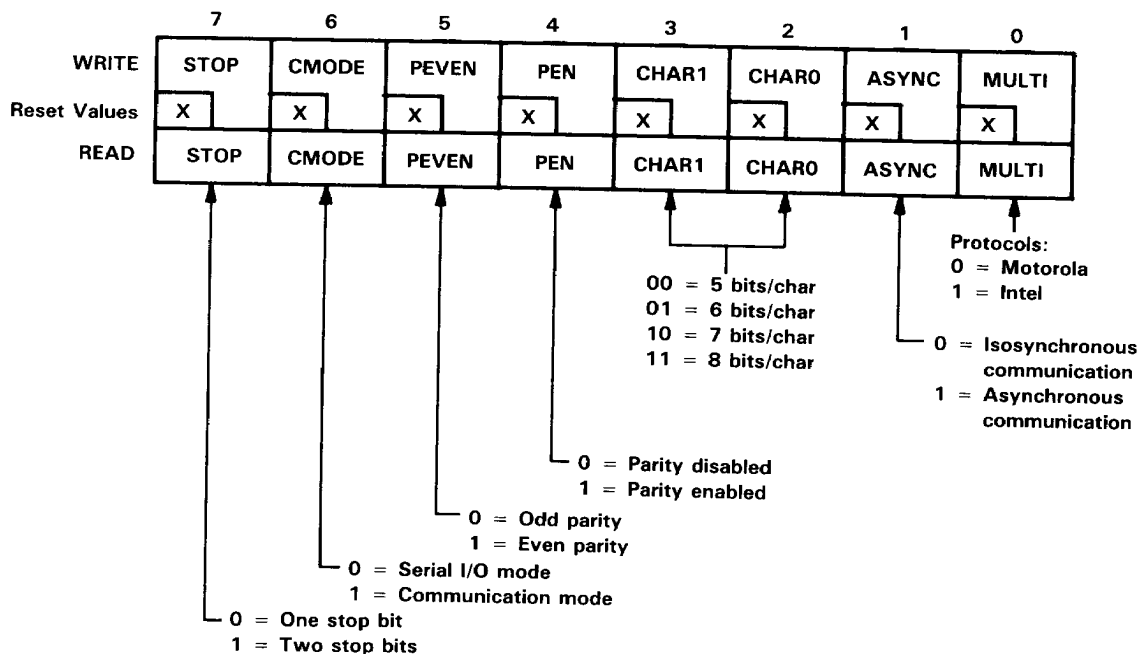 7 6 5 4 3 2 1 0
WRITE STOP CMODE PEVEN PEN CHAR1 CHAR0 ASYNC MULTI
Reset Values X X X X X X X X
READ STOP CMODE PEVEN PEN CHAR1 CHAR0 ASYNC MULTI
Protocols:
0 = Motorola
1 = Intel
00 = 5 bits/char
01 = 6 bits/char
10 = 7 bits/char
11 = 8 bits/char
0 = Isosynchronous
communication
1 = Asynchronous
communication
0 = Parity disabled
1 = Parity enabled
0 = Odd parity
1 = Even parity
0 = Serial I/O mode
1 = Communication mode
0 = One stop bit
1 = Two stop bits